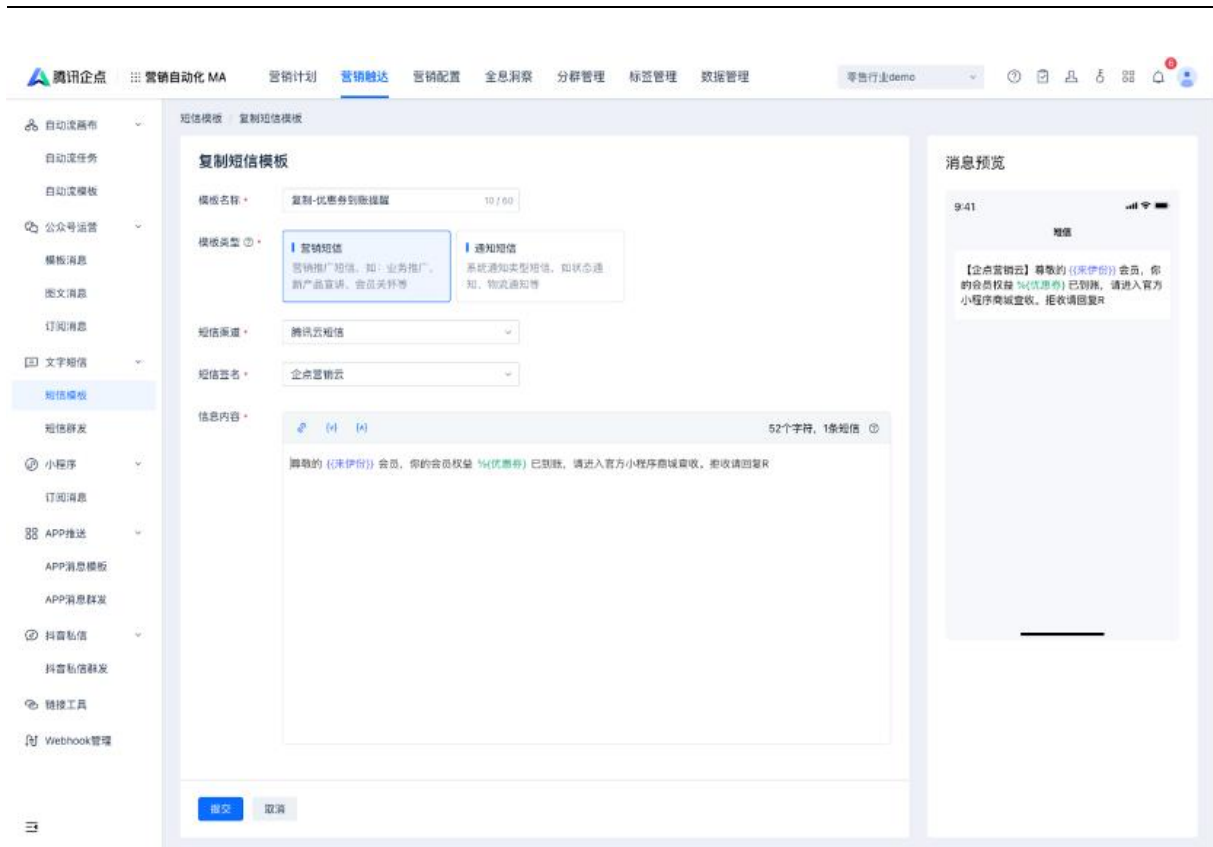 腾讯企点
营销自动化 MA
营销计划
营销触达
营销配置
全息洞察
分群管理
标签管理
数据管理
零售行业demo
自动流画布
自动流任务
自动流模板
公众号运营
模板消息
图文消息
订阅消息
文字短信
短信模板
短信群发
小程序
订阅消息
APP推送
APP消息模板
APP消息群发
抖音私信
抖音私信群发
链接工具
Webhook管理
短信模板 / 复制短信模板
复制短信模板
模板名称
复制-优惠券到账提醒
10 / 60
模板类型
营销短信
营销推广短信，如：业务推广、
新产品宣讲、会员关怀等
通知短信
系统通知类型短信，如状态通
知、物流通知等
短信渠道
腾讯云短信
短信签名
企点营销云
信息内容
52个字符，1条短信
尊敬的 {{来伊份}} 会员，你的会员权益 %{优惠券} 已到账，请进入官方小程序商城查收。拒收请回复R
提交
取消
消息预览
9:41
短信
【企点营销云】尊敬的 {{来伊份}} 会员，你
的会员权益 %{优惠券} 已到账，请进入官方
小程序商城查收。拒收请回复R